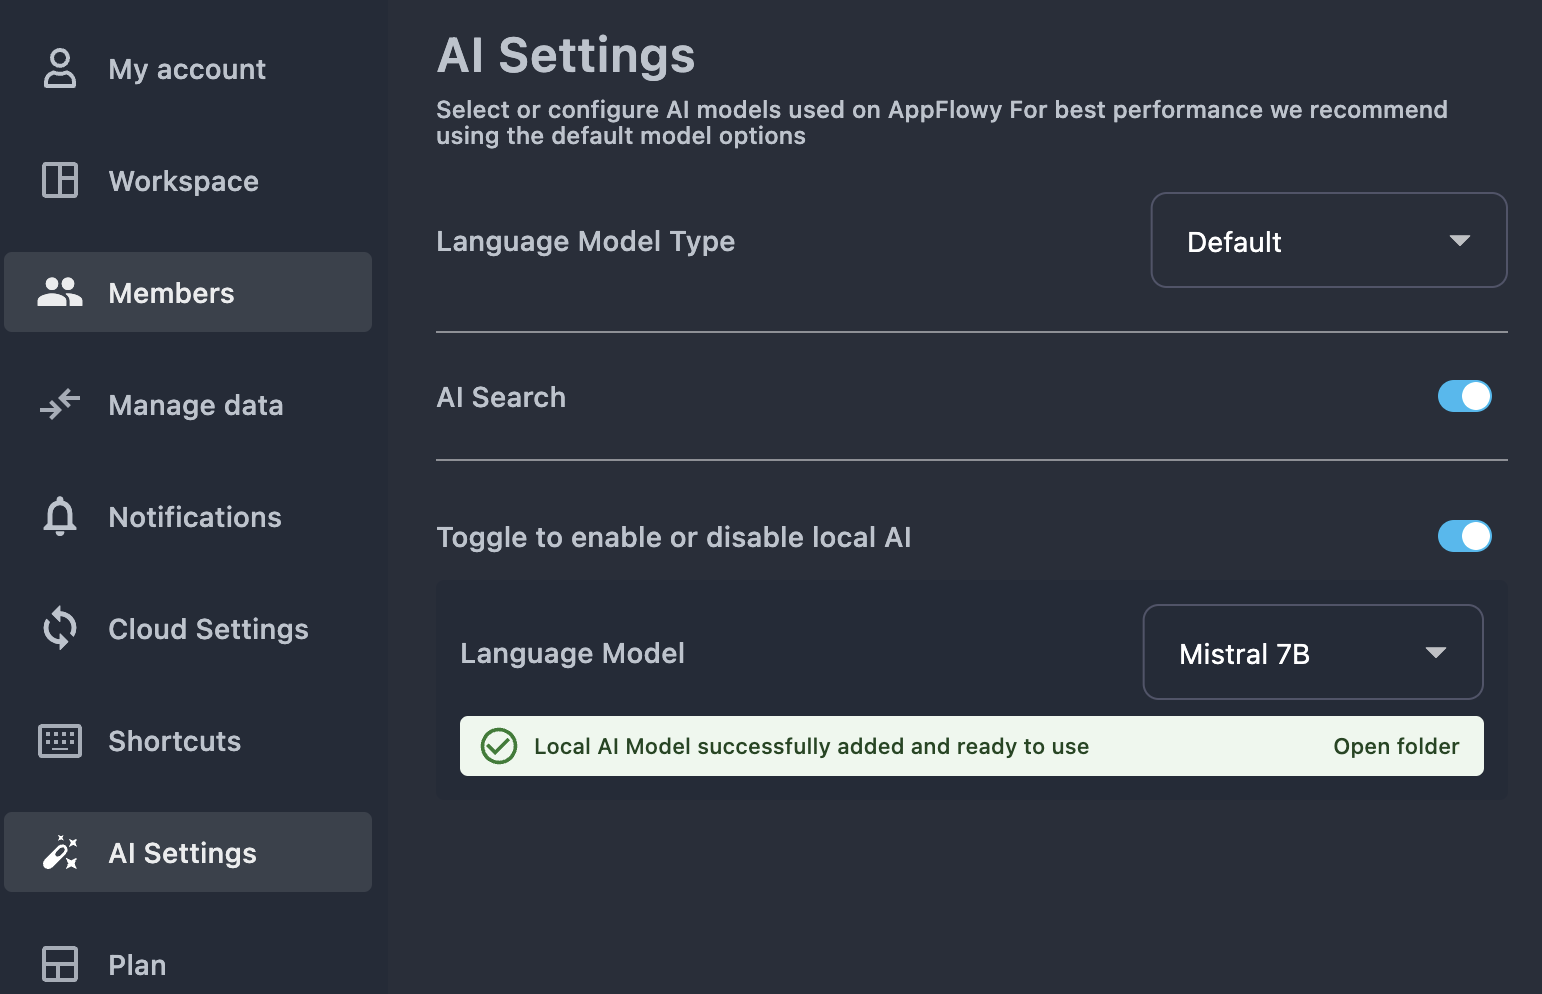 My account
Workspace
Members
Manage data
Notifications
Cloud Settings
Shortcuts
AI Settings
Plan
AI Settings
Select or configure AI models used on AppFlowy For best performance we recommend
using the default model options
Language Model Type
Default
AI Search
Toggle to enable or disable local AI
Language Model
Mistral 7B
Local AI Model successfully added and ready to use
Open folder